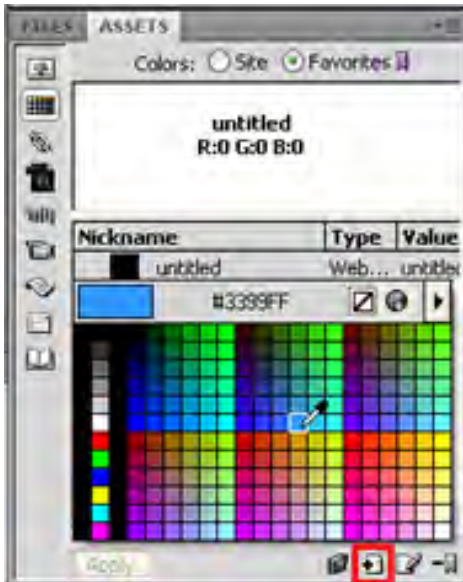 FILES ASSETS
Colors: Site Favorites
untitled
R:0 G:0 B:0
Nickname Type Value
untitled Web... untitled
#3399FF
Apply